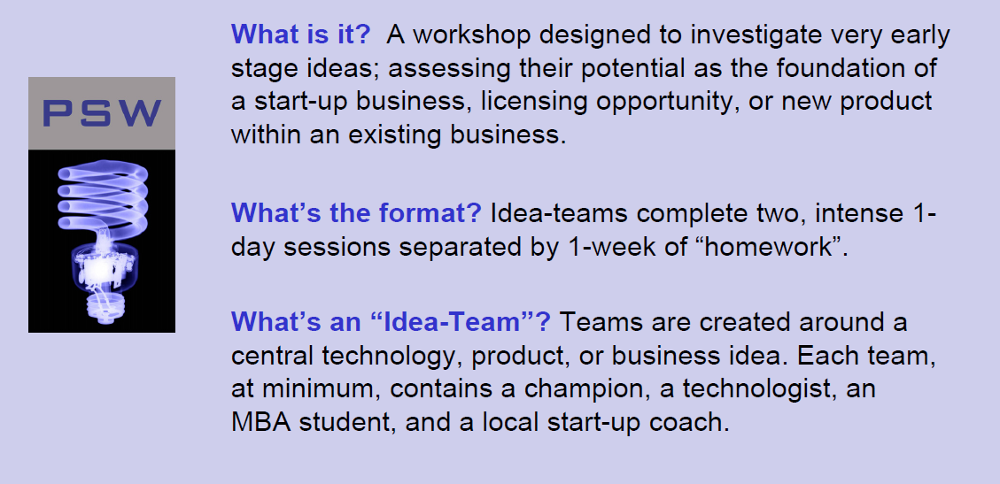 PSW
What is it? A workshop designed to investigate very early
stage ideas; assessing their potential as the foundation of
a start-up business, licensing opportunity, or new product
within an existing business.
What’s the format? Idea-teams complete two, intense 1-
day sessions separated by 1-week of “homework”.
What’s an “Idea-Team”? Teams are created around a
central technology, product, or business idea. Each team,
at minimum, contains a champion, a technologist, an
MBA student, and a local start-up coach.